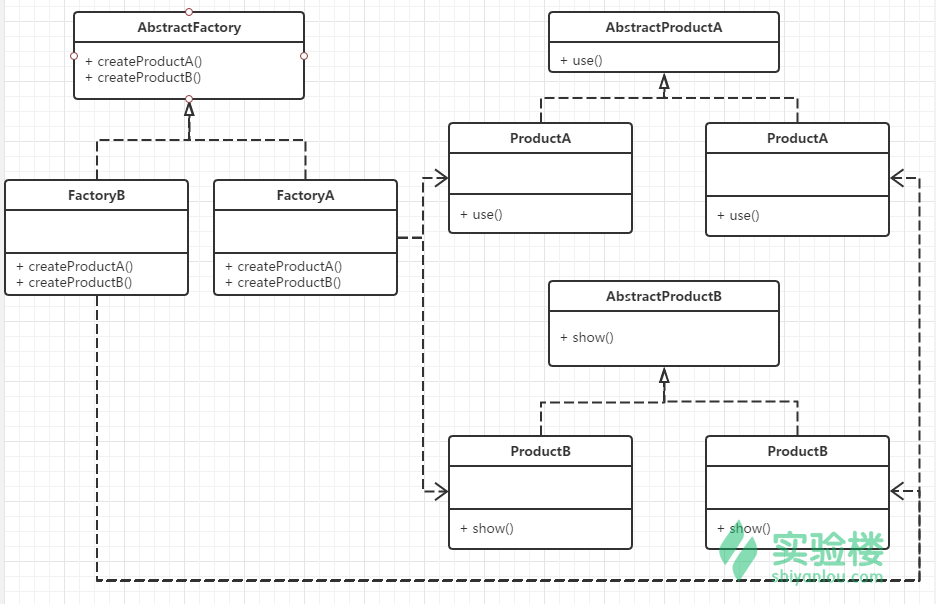 AbstractFactory
+ createProductA()
+ createProductB()
AbstractProductA
+ use()
ProductA
+ use()
ProductA
+ use()
FactoryB
+ createProductA()
+ createProductB()
FactoryA
+ createProductA()
+ createProductB()
AbstractProductB
+ show()
ProductB
+ show()
ProductB
+ show()
实验楼
shiyanlou.com